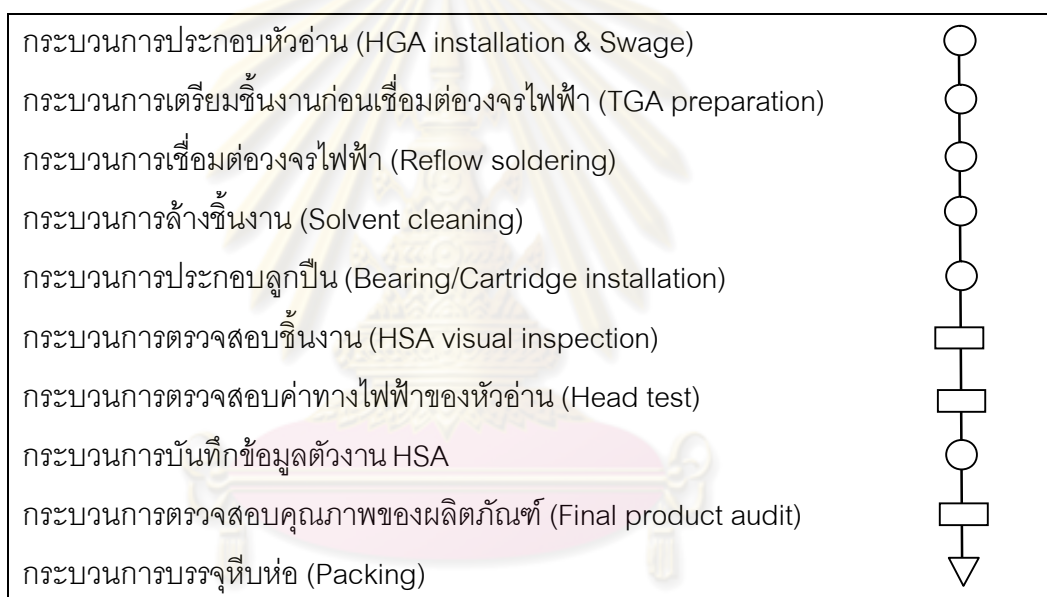 กระบวนการประกอบหัวอ่าน (HGA installation & Swage)
กระบวนการเตรียมชิ้นงานก่อนเชื่อมต่อวงจรไฟฟ้า (TGA preparation)
กระบวนการเชื่อมต่อวงจรไฟฟ้า (Reflow soldering)
กระบวนการล้างชิ้นงาน (Solvent cleaning)
กระบวนการประกอบลูกปืน (Bearing/Cartridge installation)
กระบวนการตรวจสอบชิ้นงาน (HSA visual inspection)
กระบวนการตรวจสอบค่าทางไฟฟ้าของหัวอ่าน (Head test)
กระบวนการบันทึกข้อมูลตัวงาน HSA
กระบวนการตรวจสอบคุณภาพของผลิตภัณฑ์ (Final product audit)
กระบวนการบรรจุหีบห่อ (Packing)